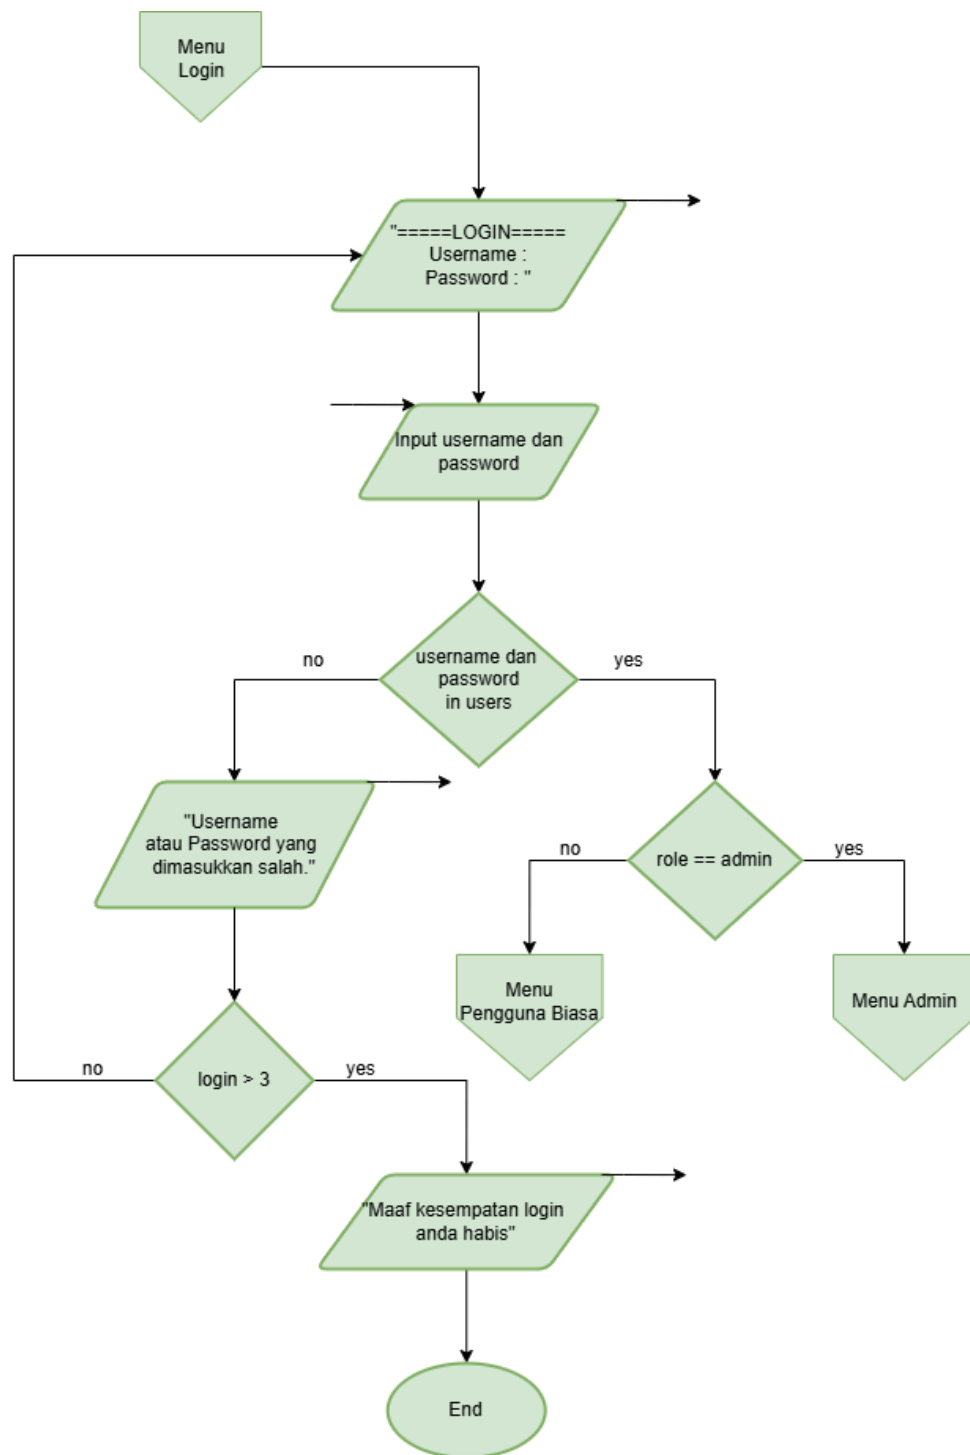 Menu
Login
"=====LOGIN=====
Username :
Password : "
Input username dan
password
username dan
password
in users
no
yes
"Username
atau Password yang
dimasukkan salah."
role == admin
no
yes
Menu
Pengguna Biasa
Menu Admin
login > 3
no
yes
"Maaf kesempatan login
anda habis"
End